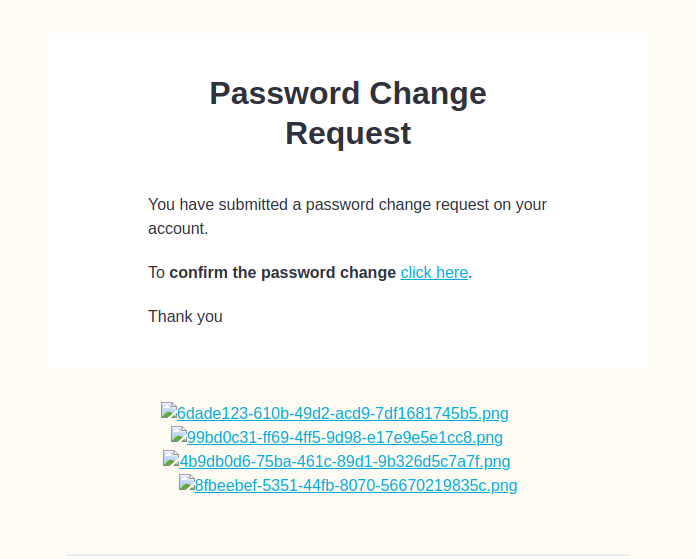 Password Change
Request
You have submitted a password change request on your
account.
To confirm the password change click here.
Thank you
6dade123-610b-49d2-acd9-7df1681745b5.png
99bd0c31-ff69-4ff5-9d98-e17e9e5e1cc8.png
4b9db0d6-75ba-461c-89d1-9b326d5c7a7f.png
8fbeebef-5351-44fb-8070-56670219835c.png